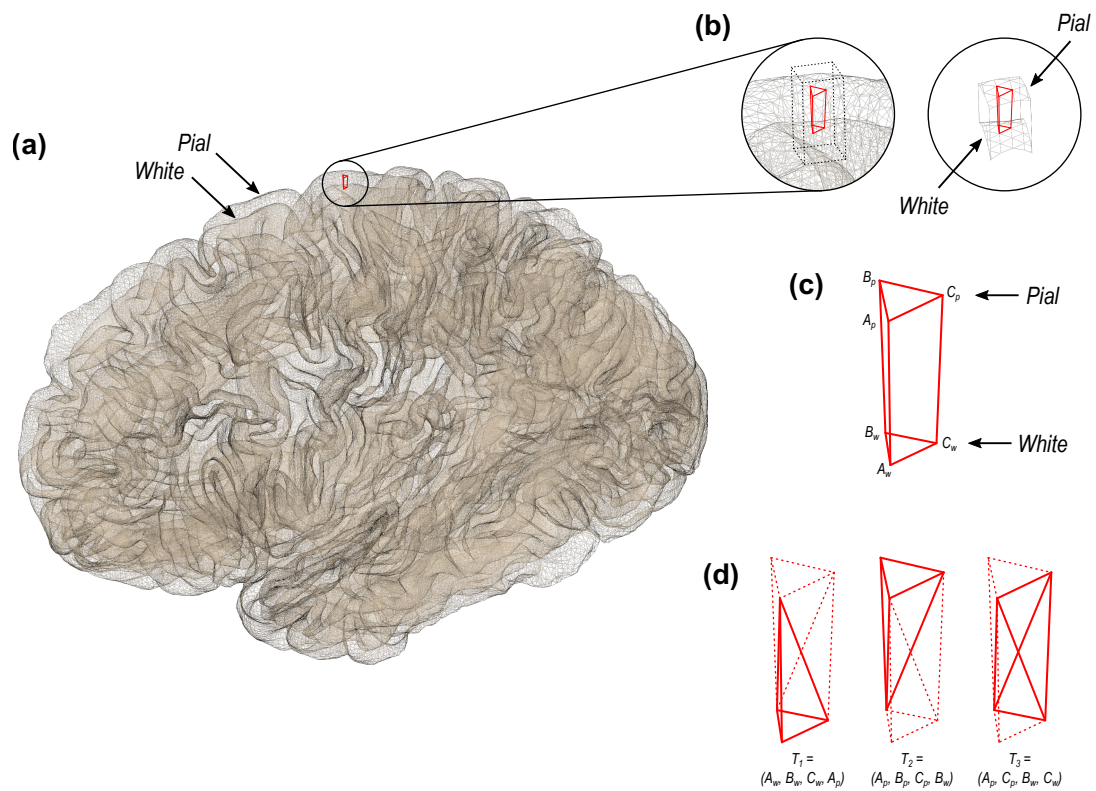 (a)
Pial
White
(b)
Pial
White
(c)
Bp
Cp
Ap
Pial
Bw
Cw
Aw
White
(d)
T1 =
(Aw, Bw, Cw, Ap)
T2 =
(Ap, Bp, Cp, Bw)
T3 =
(Ap, Cp, Bw, Cw)